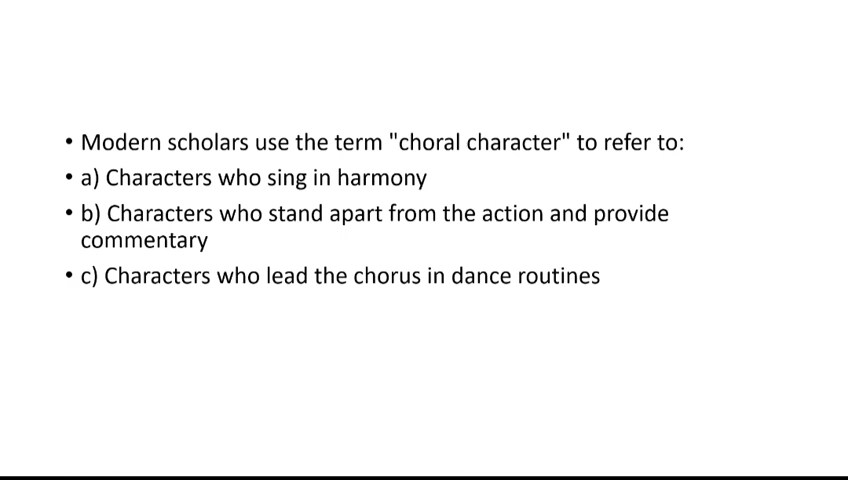 • Modern scholars use the term "choral character" to refer to:
• a) Characters who sing in harmony
• b) Characters who stand apart from the action and provide
commentary
• c) Characters who lead the chorus in dance routines